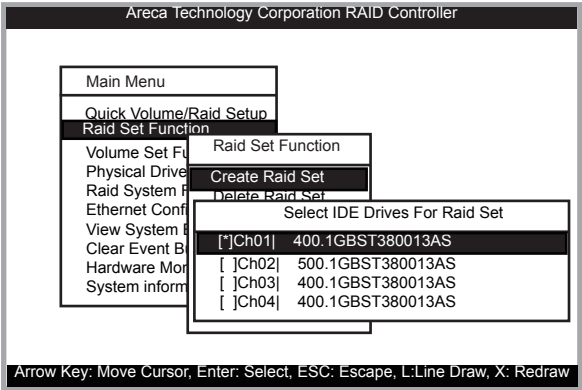 Areca Technology Corporation RAID Controller
Main Menu
Quick Volume/Raid Setup
Raid Set Function
Volume Set Fu
Physical Drive
Raid System F
Ethernet Confi
View System E
Clear Event B
Hardware Mor
System inform
Raid Set Function
Create Raid Set
Delete Raid Set
Select IDE Drives For Raid Set
[*]Ch01| 400.1GBST380013AS
[ ]Ch02| 500.1GBST380013AS
[ ]Ch03| 400.1GBST380013AS
[ ]Ch04| 400.1GBST380013AS
Arrow Key: Move Cursor, Enter: Select, ESC: Escape, L:Line Draw, X: Redraw